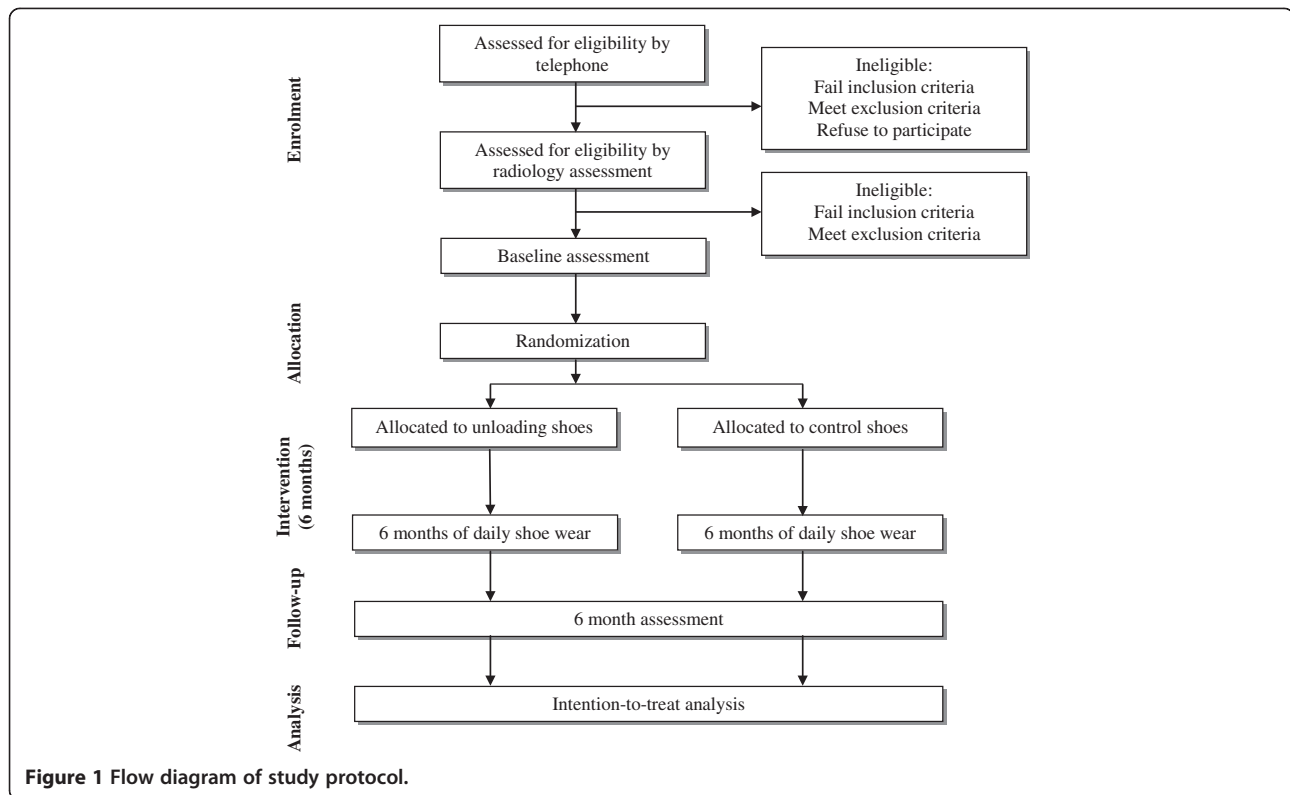 Assessed for eligibility by
telephone
Ineligible:
Fail inclusion criteria
Meet exclusion criteria
Refuse to participate
Enrolment
Assessed for eligibility by
radiology assessment
Ineligible:
Fail inclusion criteria
Meet exclusion criteria
Baseline assessment
Allocation
Randomization
Allocated to unloading shoes
Allocated to control shoes
Intervention
(6 months)
6 months of daily shoe wear
6 months of daily shoe wear
Follow-up
6 month assessment
Analysis
Intention-to-treat analysis
Figure 1 Flow diagram of study protocol.